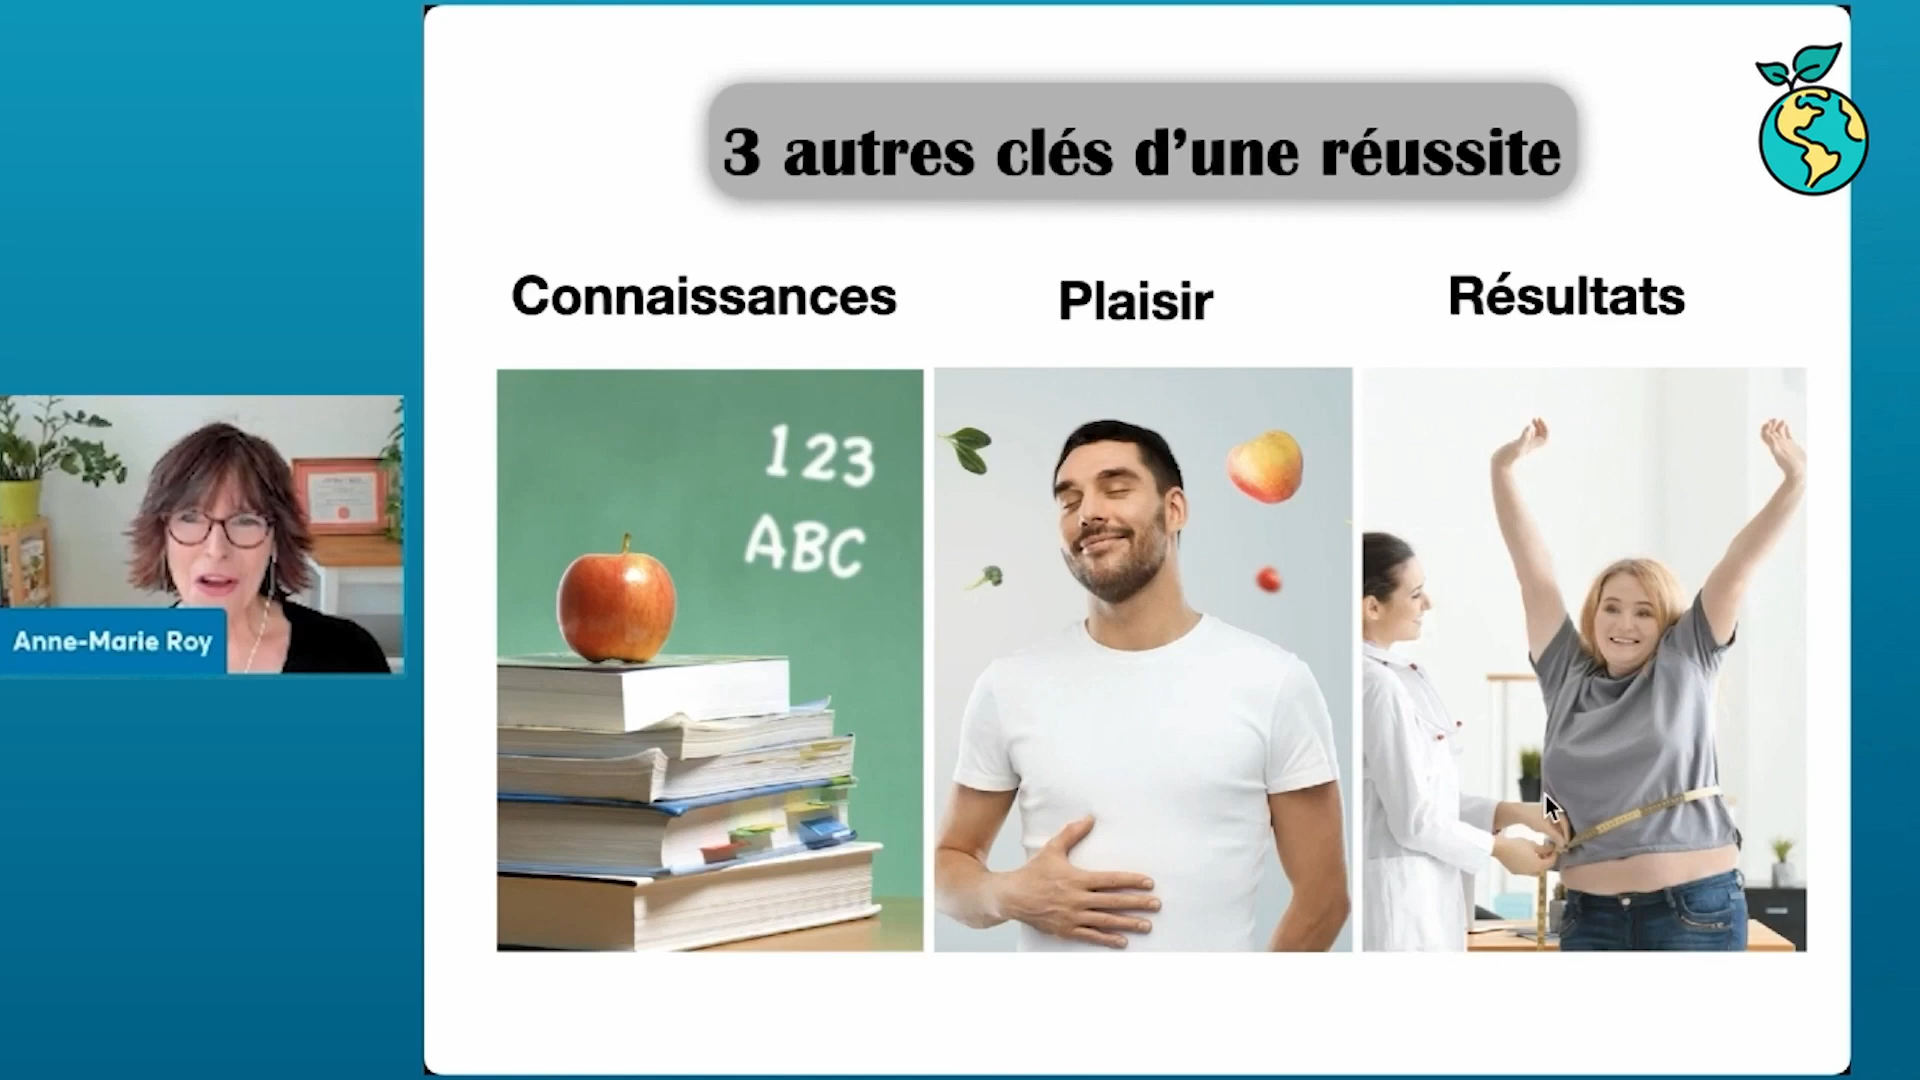 3 autres clés d’une réussite
Connaissances
Plaisir
Résultats
123
ABC
Anne-Marie Roy